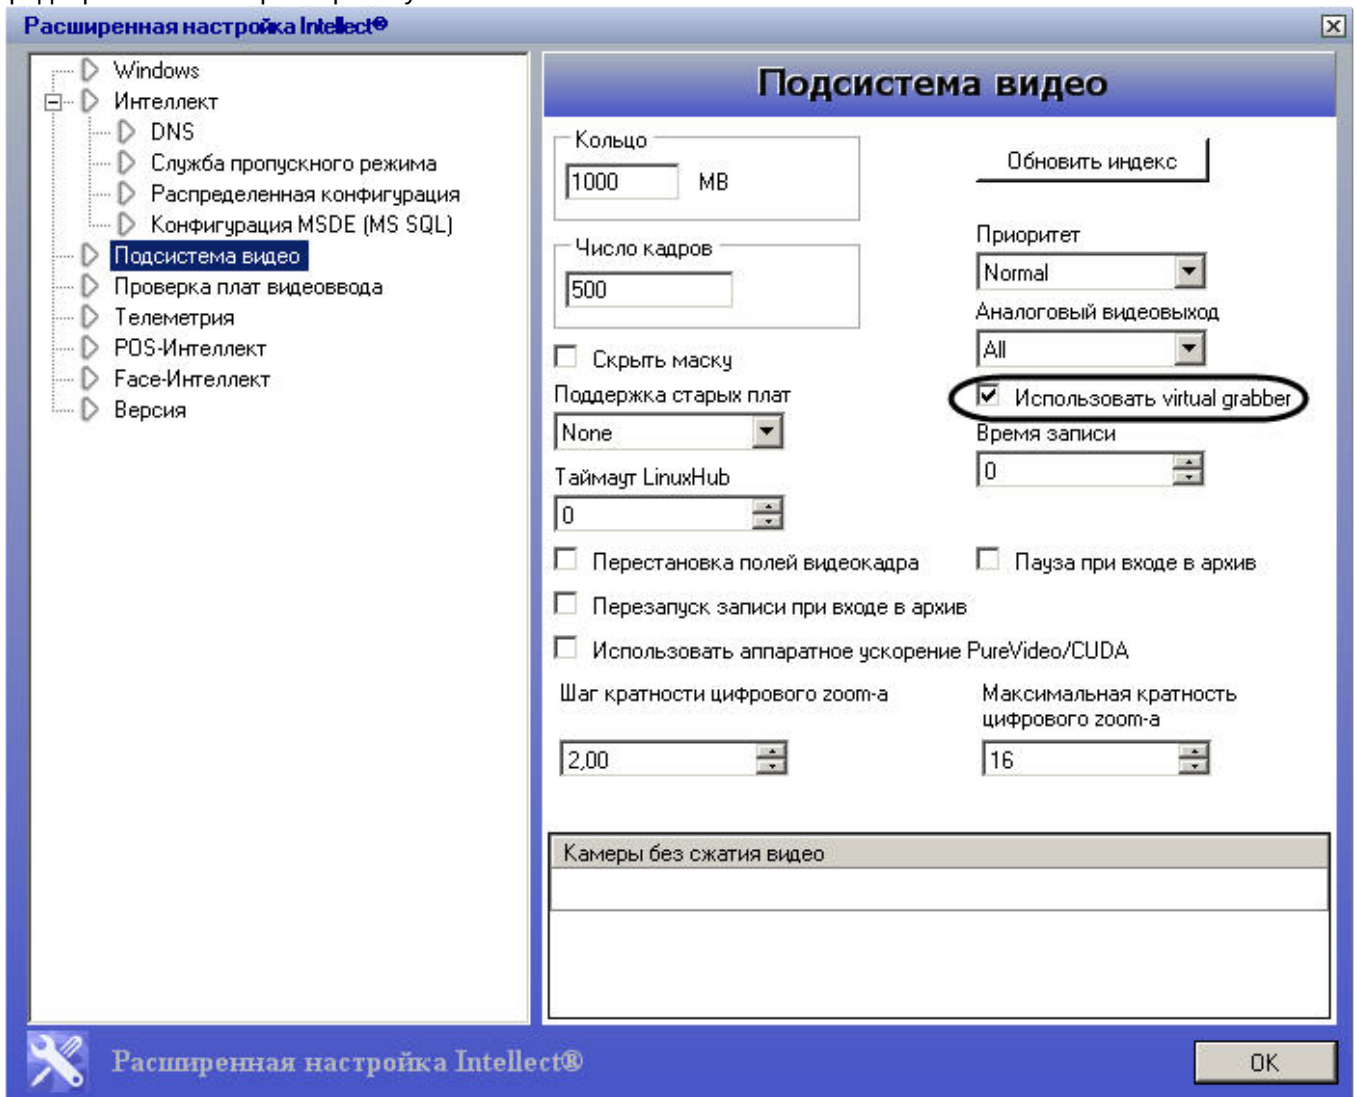 Расширенная настройка Intellect®
Windows
Интеллект
DNS
Служба пропускного режима
Распределенная конфигурация
Конфигурация MSDE (MS SQL)
Подсистема видео
Проверка плат видеоввода
Телеметрия
POS-Интеллект
Face-Интеллект
Версия
Подсистема видео
Кольцо
1000 MB
Обновить индекс
Число кадров
500
Приоритет
Normal
Аналоговый видеовыход
All
Скрыть маску
Использовать virtual grabber
Поддержка старых плат
None
Время записи
0
Таймаут LinuxHub
0
Перестановка полей видеокадра
Пауза при входе в архив
Перезапуск записи при входе в архив
Использовать аппаратное ускорение PureVideo/CUDA
Шаг кратности цифрового zoom-а
2,00
Максимальная кратность
цифрового zoom-а
16
Камеры без сжатия видео
Расширенная настройка Intellect®
OK